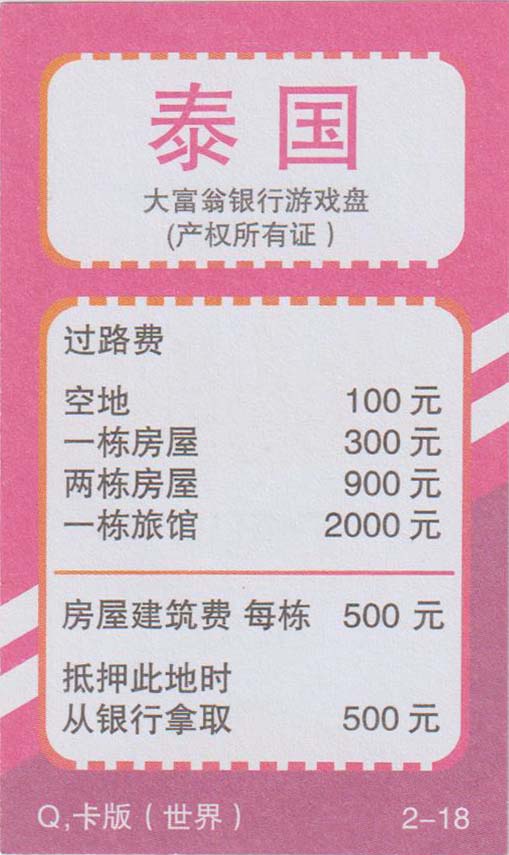 泰国
大富翁银行游戏盘
(产权所有证)
过路费
空地 100 元
一栋房屋 300 元
两栋房屋 900 元
一栋旅馆 2000 元
房屋建筑费 每栋 500 元
抵押此地时
从银行拿取 500 元
Q,卡版(世界) 2-18